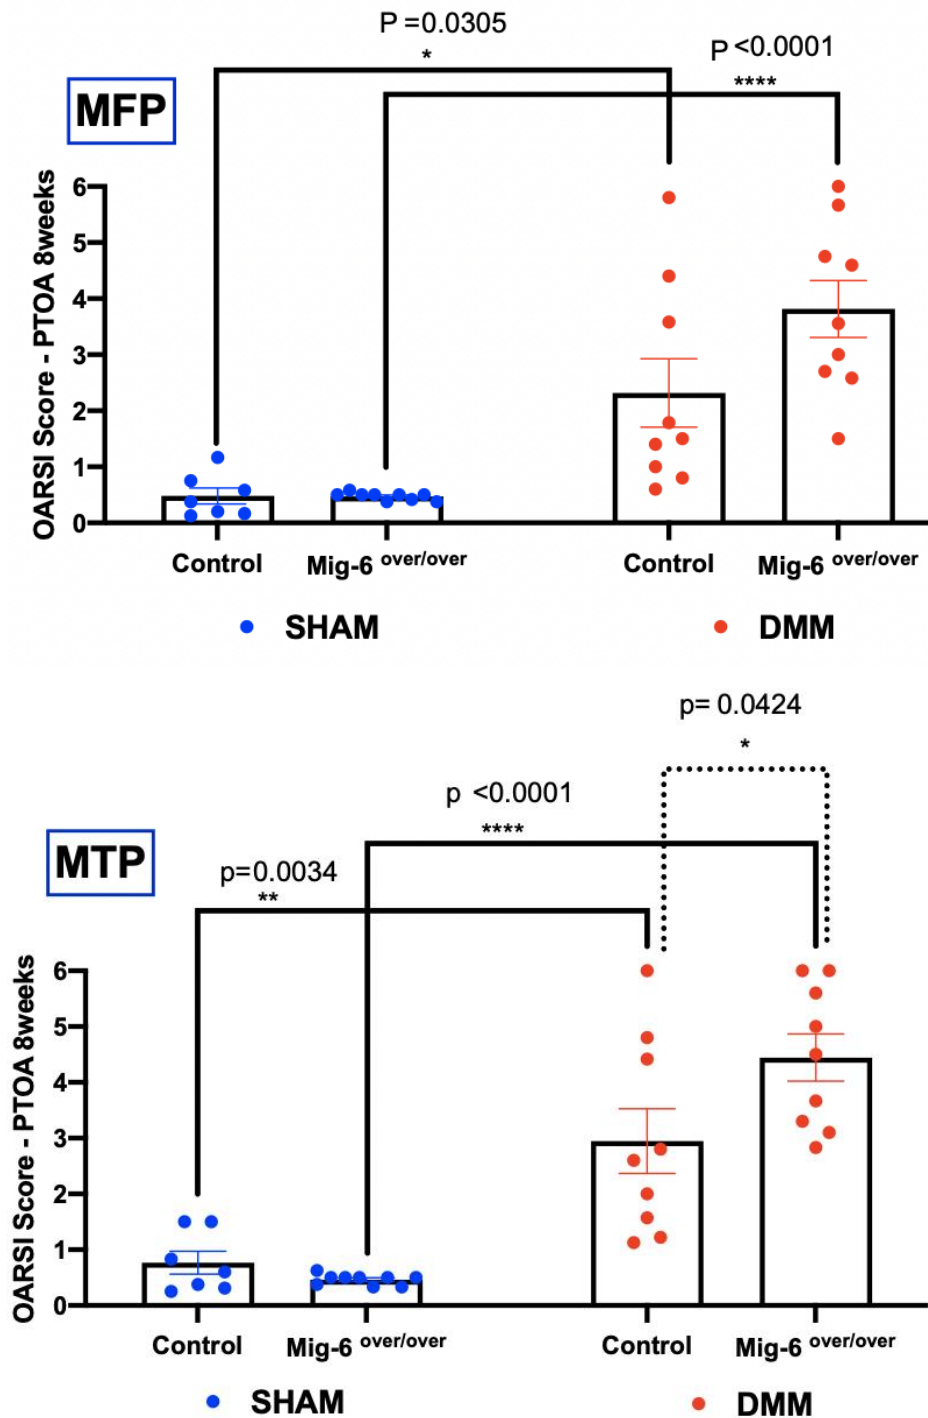 P =0.0305
*
P <0.0001
****
MFP
OARSI Score - PTOA 8weeks
6
5
4
3
2
1
0
Control
Mig-6 over/over
Control
Mig-6 over/over
SHAM
DMM
p= 0.0424
*
p <0.0001
****
MTP
p=0.0034
**
OARSI Score - PTOA 8weeks
6
5
4
3
2
1
0
Control
Mig-6 over/over
Control
Mig-6 over/over
SHAM
DMM